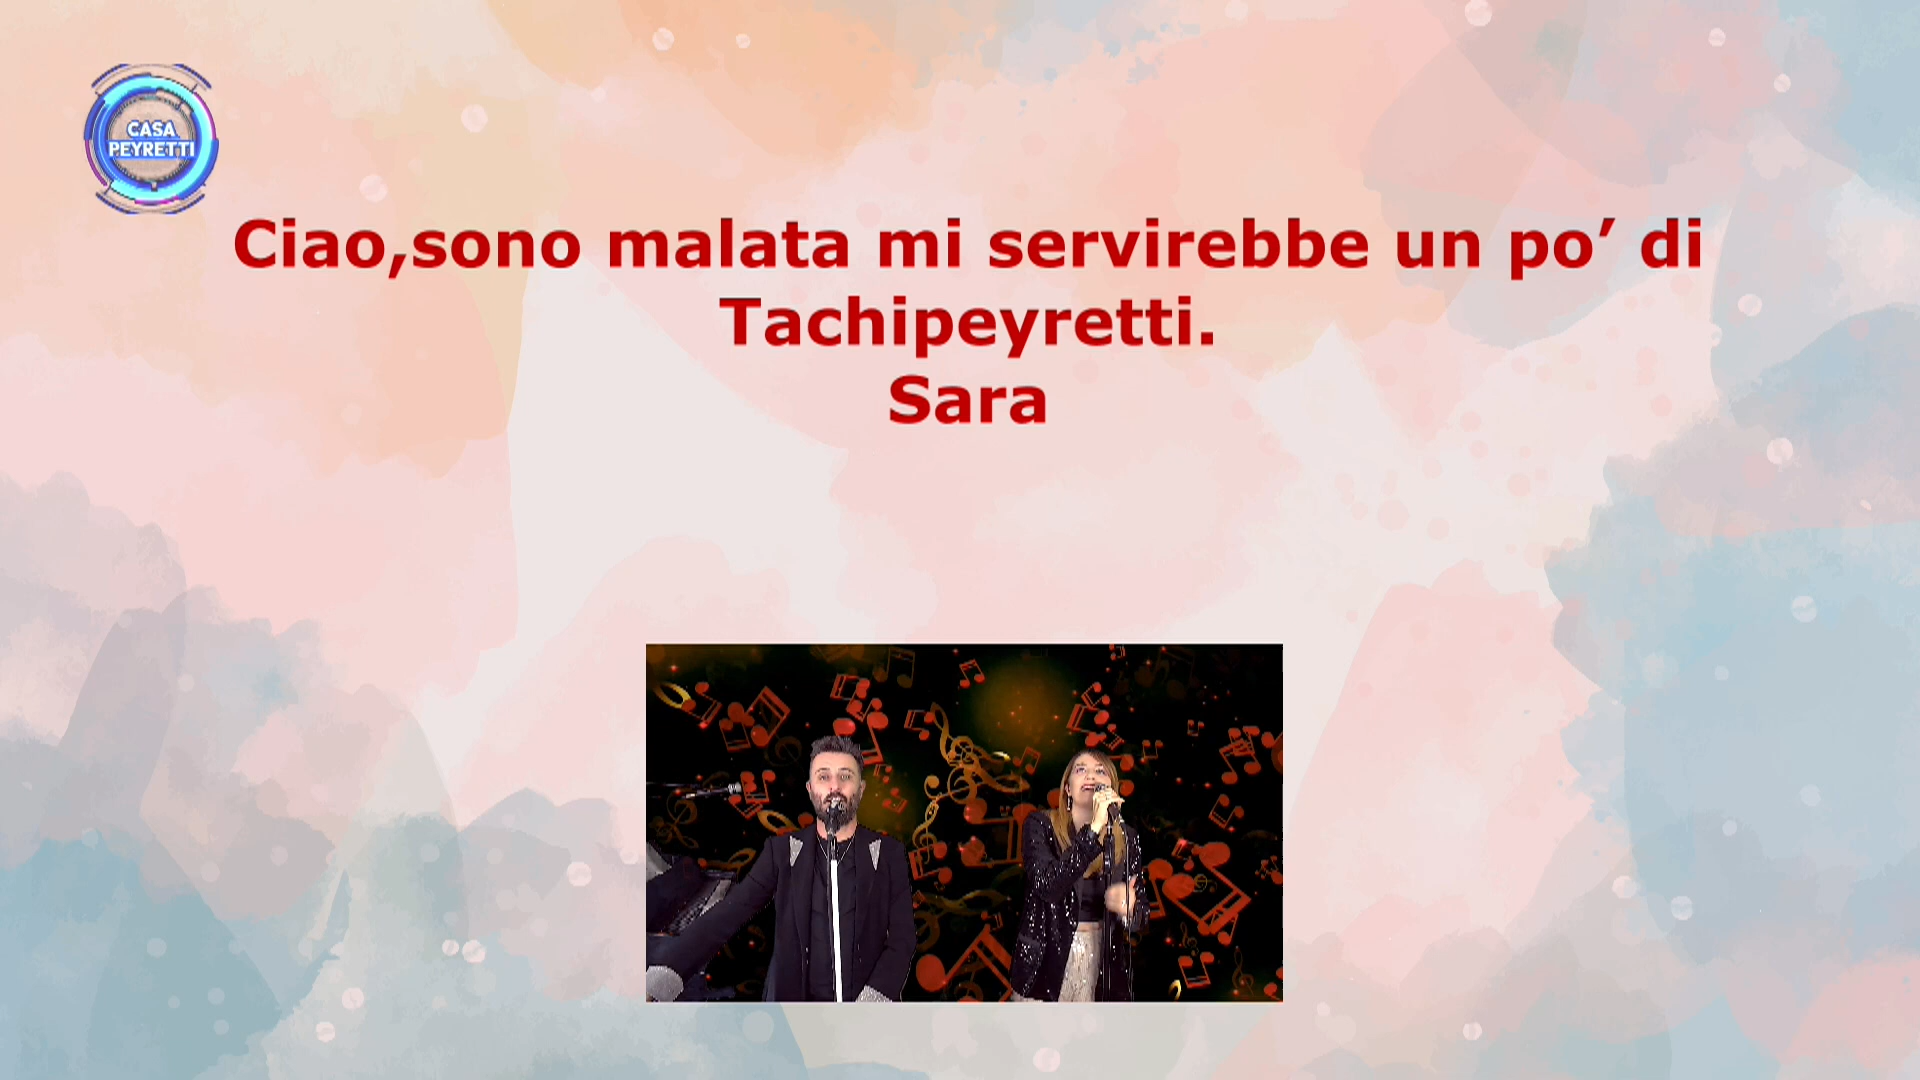 CASA
PEYRETTI
Ciao,sono malata mi servirebbe un po’ di
Tachipeyretti.
Sara